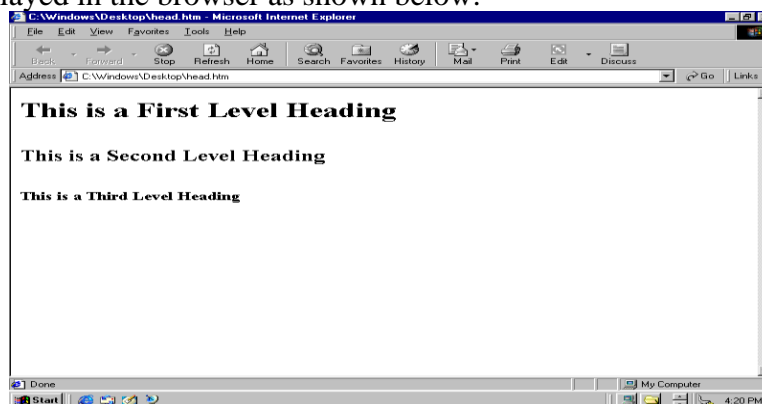 layed in the browser as shown below:
C:\Windows\Desktop\head.htm - Microsoft Internet Explorer
File Edit View Favorites Tools Help
Back Forward Stop Refresh Home Search Favorites History Mail Print Edit Discuss
Address C:\Windows\Desktop\head.htm Go Links
This is a First Level Heading
This is a Second Level Heading
This is a Third Level Heading
Done My Computer
Start 4:20 PM